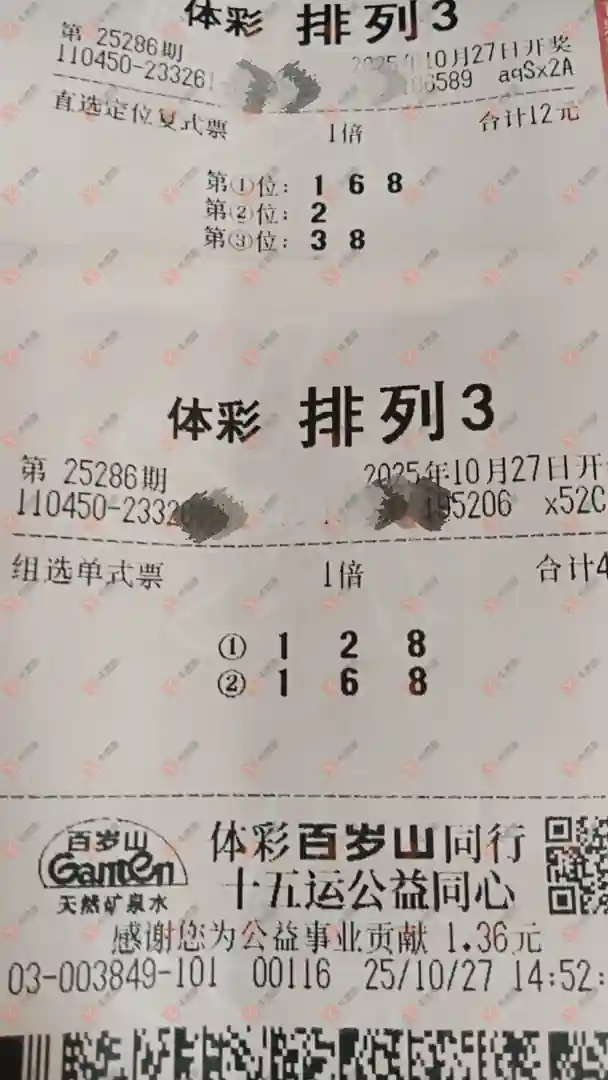 体彩 排列3
第 25286期 2025年10月27日开奖
110450-233261 06589 aqSx2A
直选定位复式票 1倍 合计12元
第①位: 1 6 8
第②位: 2
第③位: 3 8
体彩 排列3
第 25286期 2025年10月27日开
110450-2332 195206 x52C
组选单式票 1倍 合计4
① 1 2 8
② 1 6 8
百岁山
Ganten
天然矿泉水
体彩百岁山同行
十五运公益同心
感谢您为公益事业贡献 1.36元
03-003849-101 00116 25/10/27 14:52: